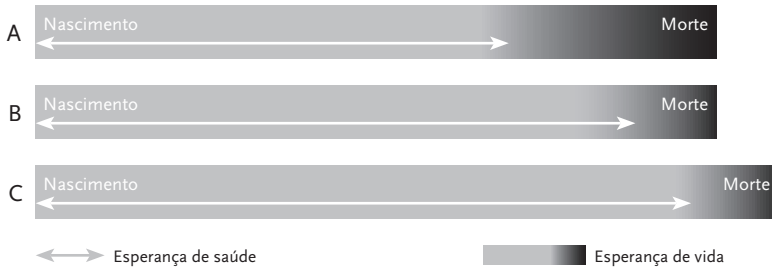 A
Nascimento Morte
B
Nascimento Morte
C
Nascimento Morte
Esperança de saúde Esperança de vida